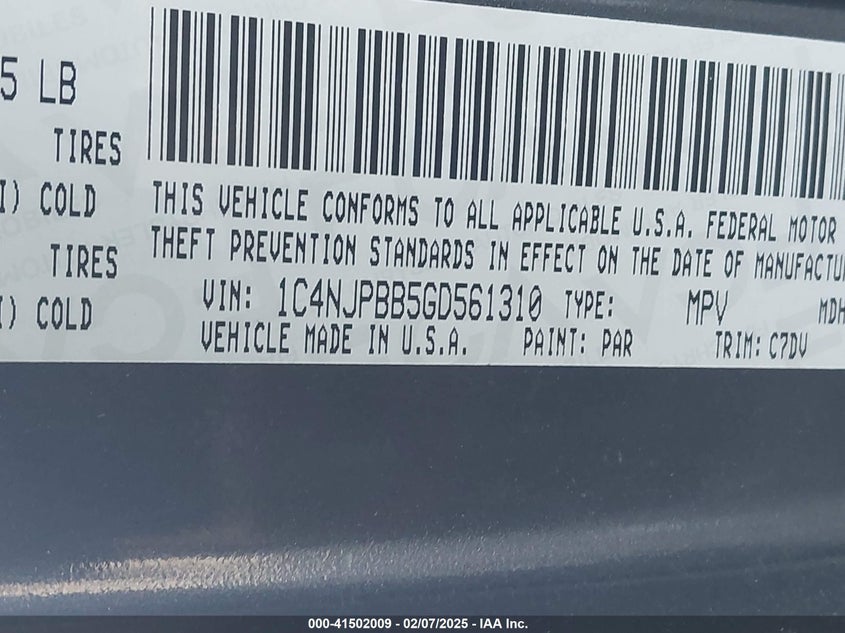 5 LB
TIRES
I) COLD
TIRES
I) COLD
THIS VEHICLE CONFORMS TO ALL APPLICABLE U.S.A. FEDERAL MOTOR
THEFT PREVENTION STANDARDS IN EFFECT ON THE DATE OF MANUFACTU
VIN: 1C4NJPBB5GD561310 TYPE: MPV MDH
VEHICLE MADE IN U.S.A. PAINT: PAR TRIM: C7DV
000-41502009 - 02/07/2025 - IAA Inc.